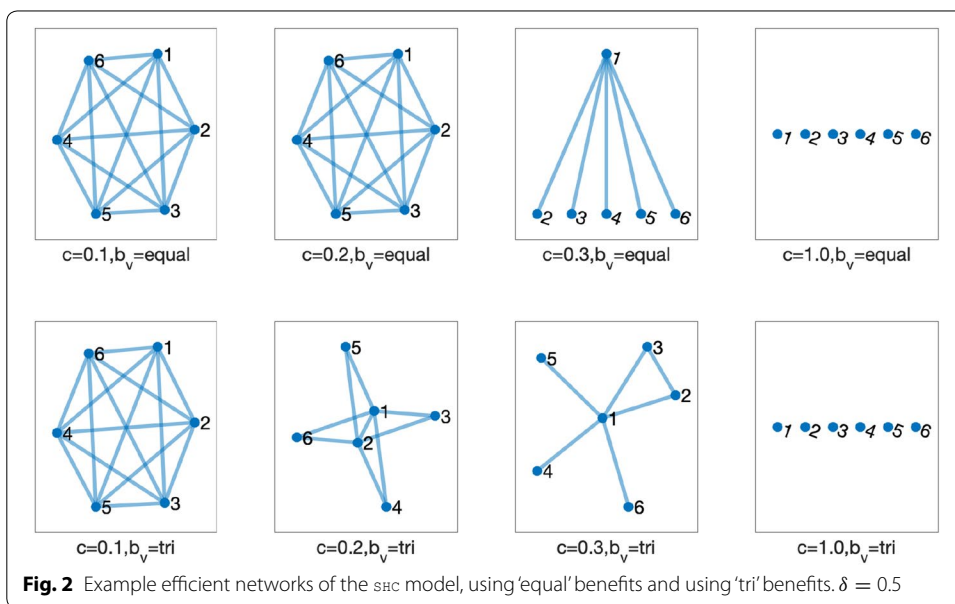 6 1
4 2
5 3
c=0.1,b_v=equal
6 1
4 2
5 3
c=0.2,b_v=equal
1
2 3 4 5 6
c=0.3,b_v=equal
1 2 3 4 5 6
c=1.0,b_v=equal
6 1
4 2
5 3
c=0.1,b_v=tri
5
1 3
6 2
4
c=0.2,b_v=tri
5 3
2
1
4
6
c=0.3,b_v=tri
1 2 3 4 5 6
c=1.0,b_v=tri
Fig. 2 Example efficient networks of the SHC model, using ‘equal’ benefits and using ‘tri’ benefits. δ = 0.5